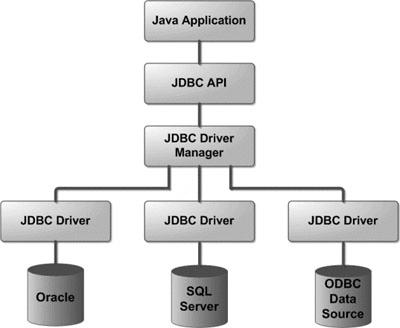 Java Application
JDBC API
JDBC Driver
Manager
JDBC Driver
JDBC Driver
JDBC Driver
Oracle
SQL
Server
ODBC
Data
Source